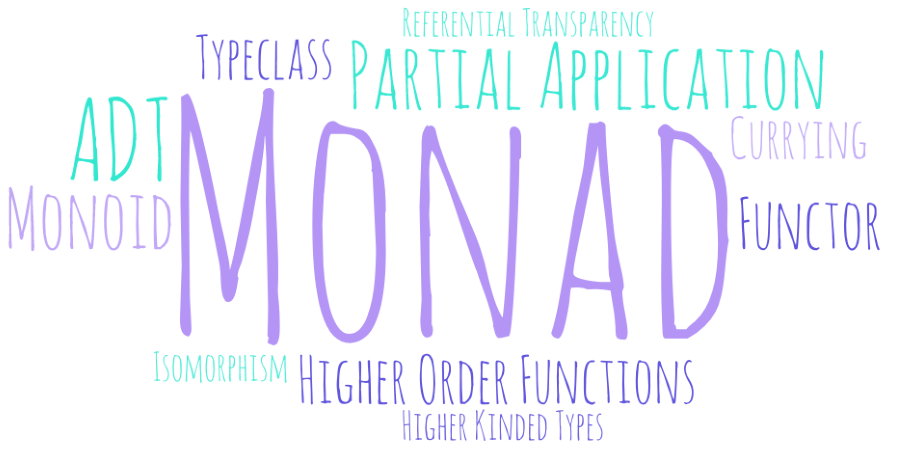 Referential Transparency
Typeclass
Partial Application
ADT
Monad
Currying
Monoid
Functor
Isomorphism
Higher Order Functions
Higher Kinded Types